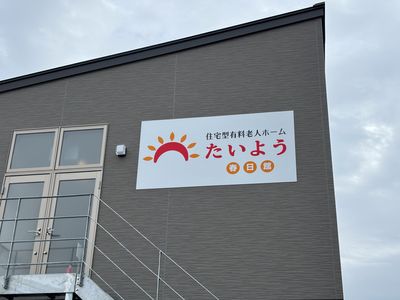 住宅型有料老人ホーム
たいよう
春日館